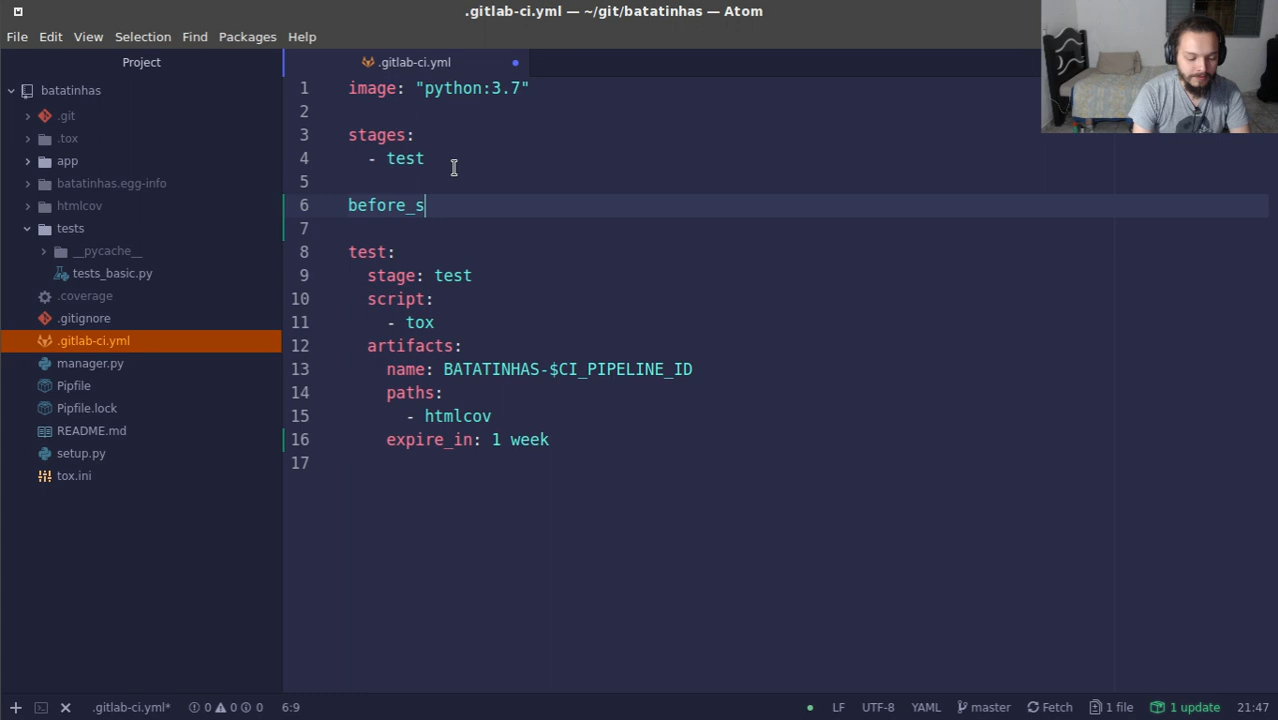 .gitlab-ci.yml — ~/git/batatinhas — Atom
File Edit View Selection Find Packages Help
Project
batatinhas
.git
.tox
app
batatinhas.egg-info
htmlcov
tests
__pycache__
tests_basic.py
.coverage
.gitignore
.gitlab-ci.yml
manager.py
Pipfile
Pipfile.lock
README.md
setup.py
tox.ini
.gitlab-ci.yml
1 image: "python:3.7"
2
3 stages:
4 - test
5
6 before_s
7
8 test:
9 stage: test
10 script:
11 - tox
12 artifacts:
13 name: BATATINHAS-$CI_PIPELINE_ID
14 paths:
15 - htmlcov
16 expire_in: 1 week
17
.gitlab-ci.yml* 0 0 0 6:9 LF UTF-8 YAML master Fetch 1 file 1 update 21:47